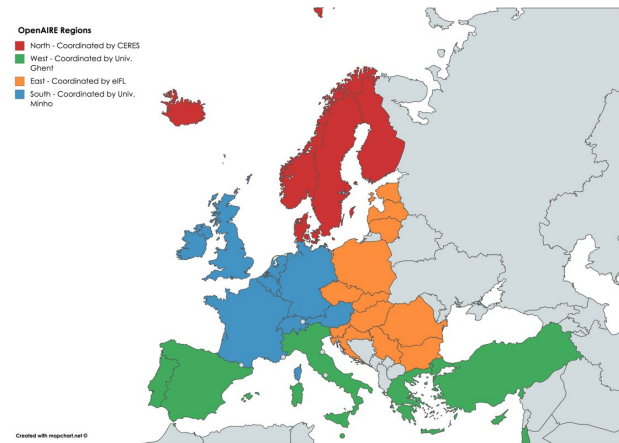 OpenAIRE Regions
North - Coordinated by CERES
West - Coordinated by Univ.
Ghent
East - Coordinated by eIFL
South - Coordinated by Univ.
Minho
Created with mapchart.net ©